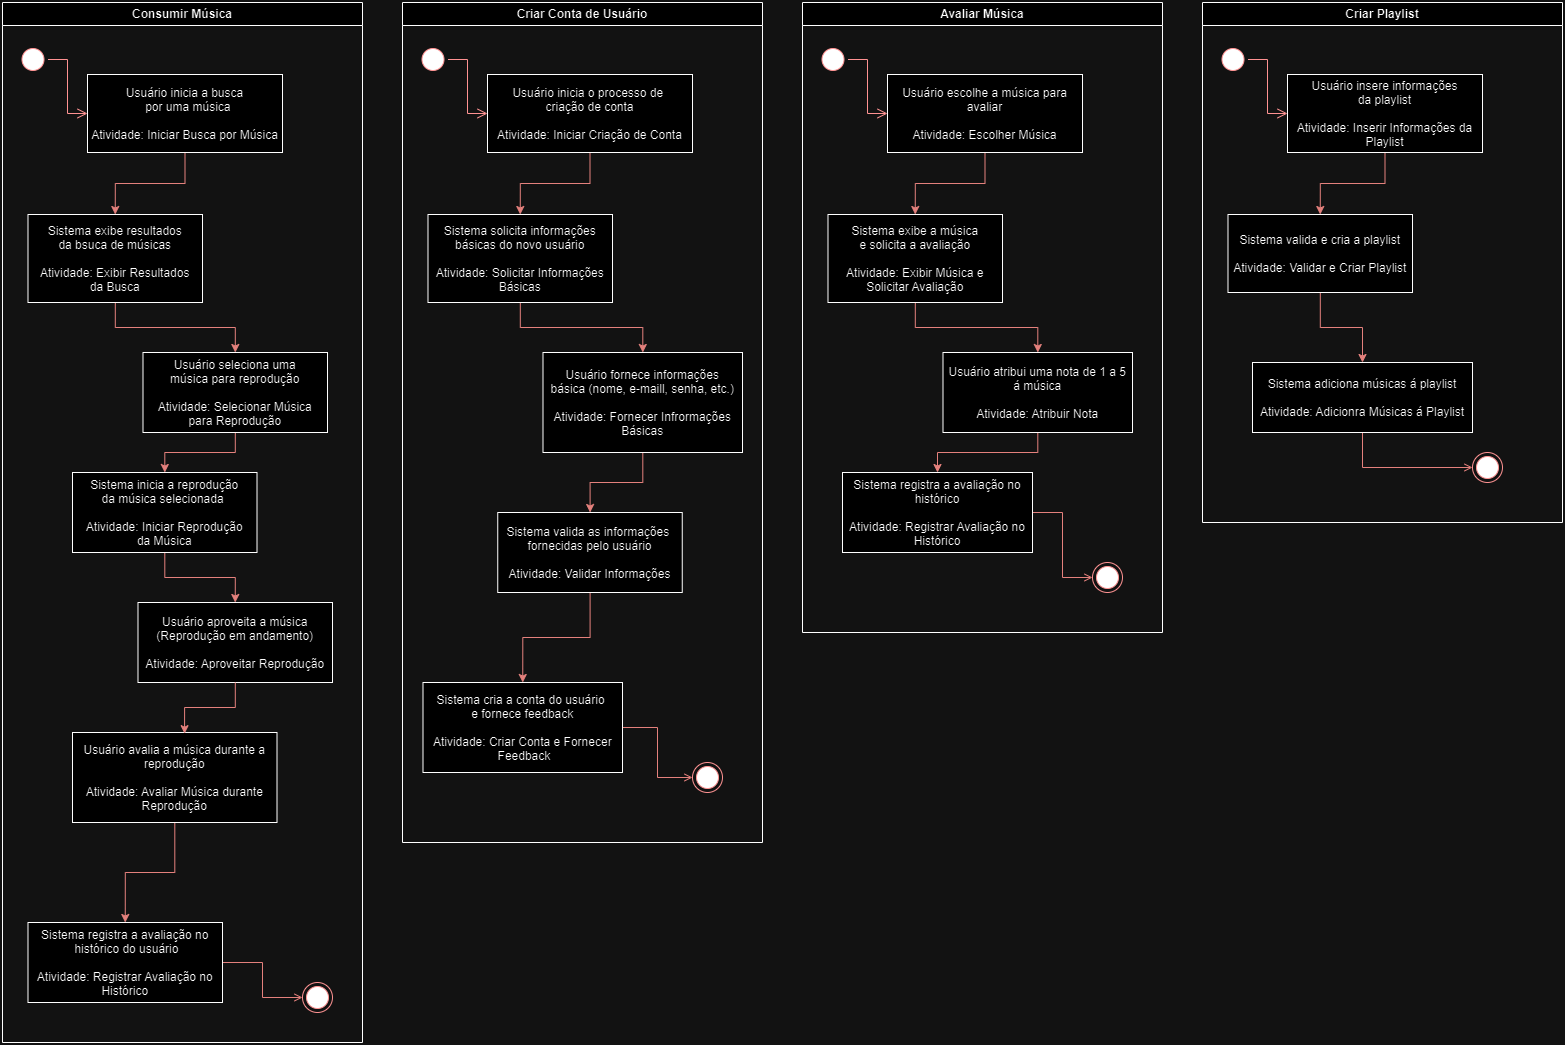 Consumir Música
Usuário inicia a busca
por uma música
Atividade: Iniciar Busca por Música
Sistema exibe resultados
da bsuca de músicas
Atividade: Exibir Resultados
da Busca
Usuário seleciona uma
música para reprodução
Atividade: Selecionar Música
para Reprodução
Sistema inicia a reprodução
da música selecionada
Atividade: Iniciar Reprodução
da Música
Usuário aproveita a música
(Reprodução em andamento)
Atividade: Aproveitar Reprodução
Usuário avalia a música durante a
reprodução
Atividade: Avaliar Música durante
Reprodução
Sistema registra a avaliação no
histórico do usuário
Atividade: Registrar Avaliação no
Histórico
Criar Conta de Usuário
Usuário inicia o processo de
criação de conta
Atividade: Iniciar Criação de Conta
Sistema solicita informações
básicas do novo usuário
Atividade: Solicitar Informações
Básicas
Usuário fornece informações
básica (nome, e-maill, senha, etc.)
Atividade: Fornecer Infrormações
Básicas
Sistema valida as informações
fornecidas pelo usuário
Atividade: Validar Informações
Sistema cria a conta do usuário
e fornece feedback
Atividade: Criar Conta e Fornecer
Feedback
Avaliar Música
Usuário escolhe a música para
avaliar
Atividade: Escolher Música
Sistema exibe a música
e solicita a avaliação
Atividade: Exibir Música e
Solicitar Avaliação
Usuário atribui uma nota de 1 a 5
á música
Atividade: Atribuir Nota
Sistema registra a avaliação no
histórico
Atividade: Registrar Avaliação no
Histórico
Criar Playlist
Usuário insere informações
da playlist
Atividade: Inserir Informações da
Playlist
Sistema valida e cria a playlist
Atividade: Validar e Criar Playlist
Sistema adiciona músicas á playlist
Atividade: Adicionra Músicas á Playlist